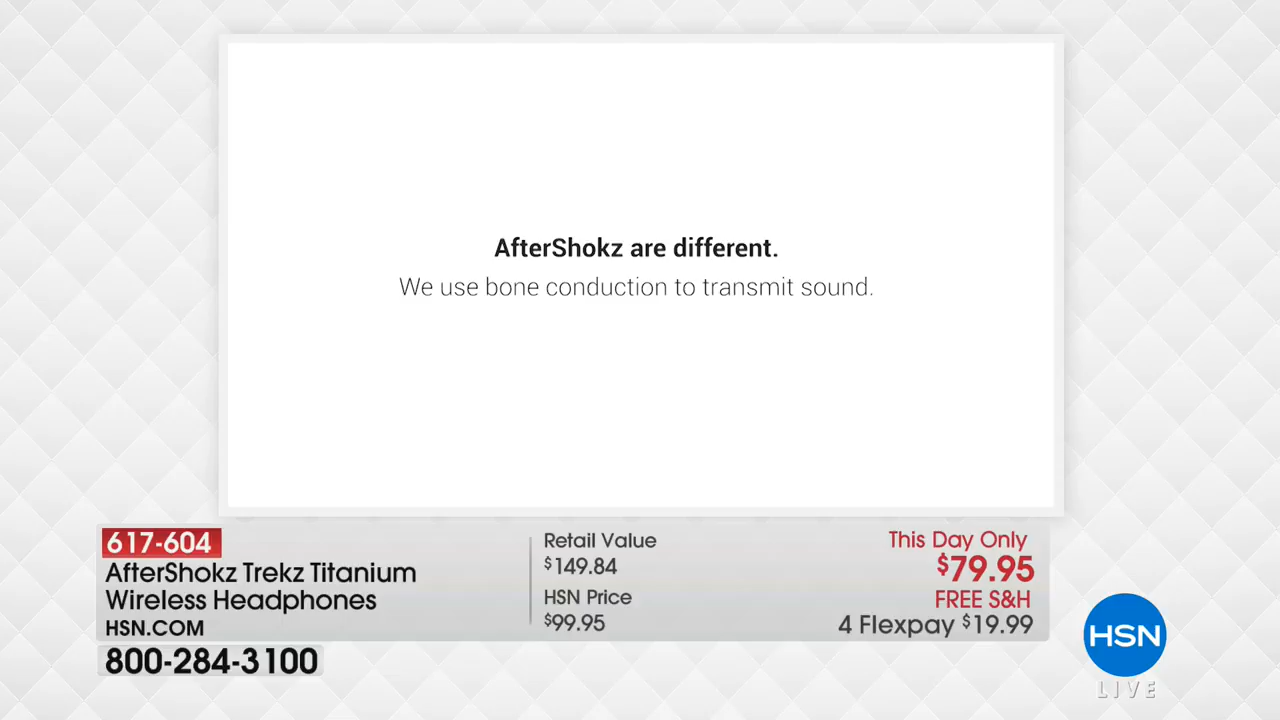 AfterShokz are different.
We use bone conduction to transmit sound.
617-604
AfterShokz Trekz Titanium
Wireless Headphones
HSN.COM
800-284-3100
Retail Value
$149.84
HSN Price
$99.95
This Day Only
$79.95
FREE S&H
4 Flexpay $19.99
HSN
LIVE